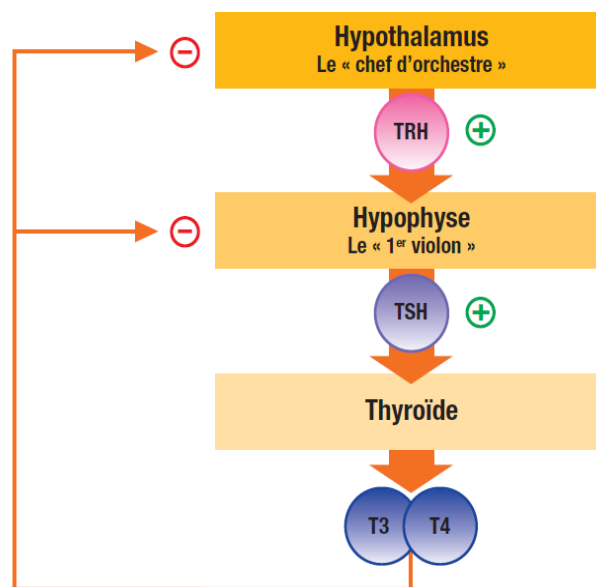 Hypothalamus
Le « chef d’orchestre »
−
TRH
+
Hypophyse
Le « 1er violon »
−
TSH
+
Thyroïde
T3 T4